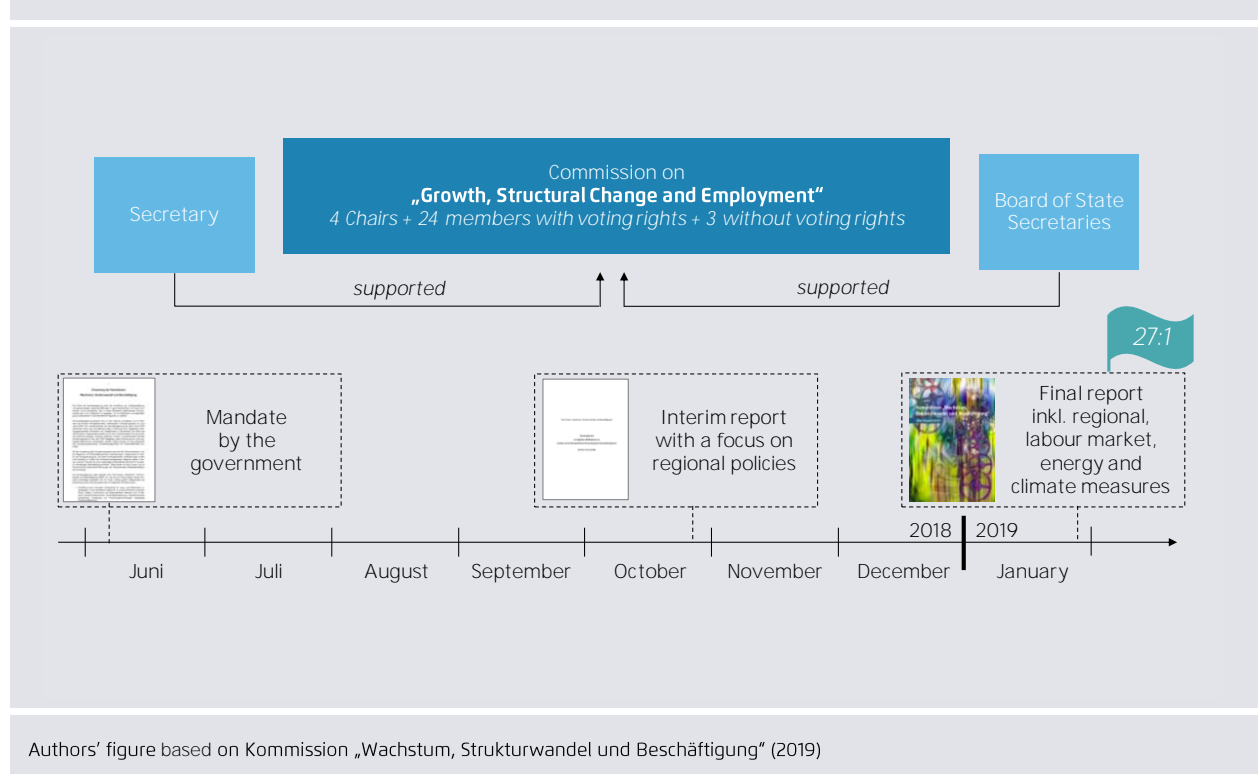 Secretary
Commission on
„Growth, Structural Change and Employment“
4 Chairs + 24 members with voting rights + 3 without voting rights
Board of State
Secretaries
supported
supported
27:1
Mandate
by the
government
Interim report
with a focus on
regional policies
Final report
inkl. regional,
labour market,
energy and
climate measures
2018
2019
Juni
Juli
August
September
October
November
December
January
Authors’ figure based on Kommission „Wachstum, Strukturwandel und Beschäftigung“ (2019)